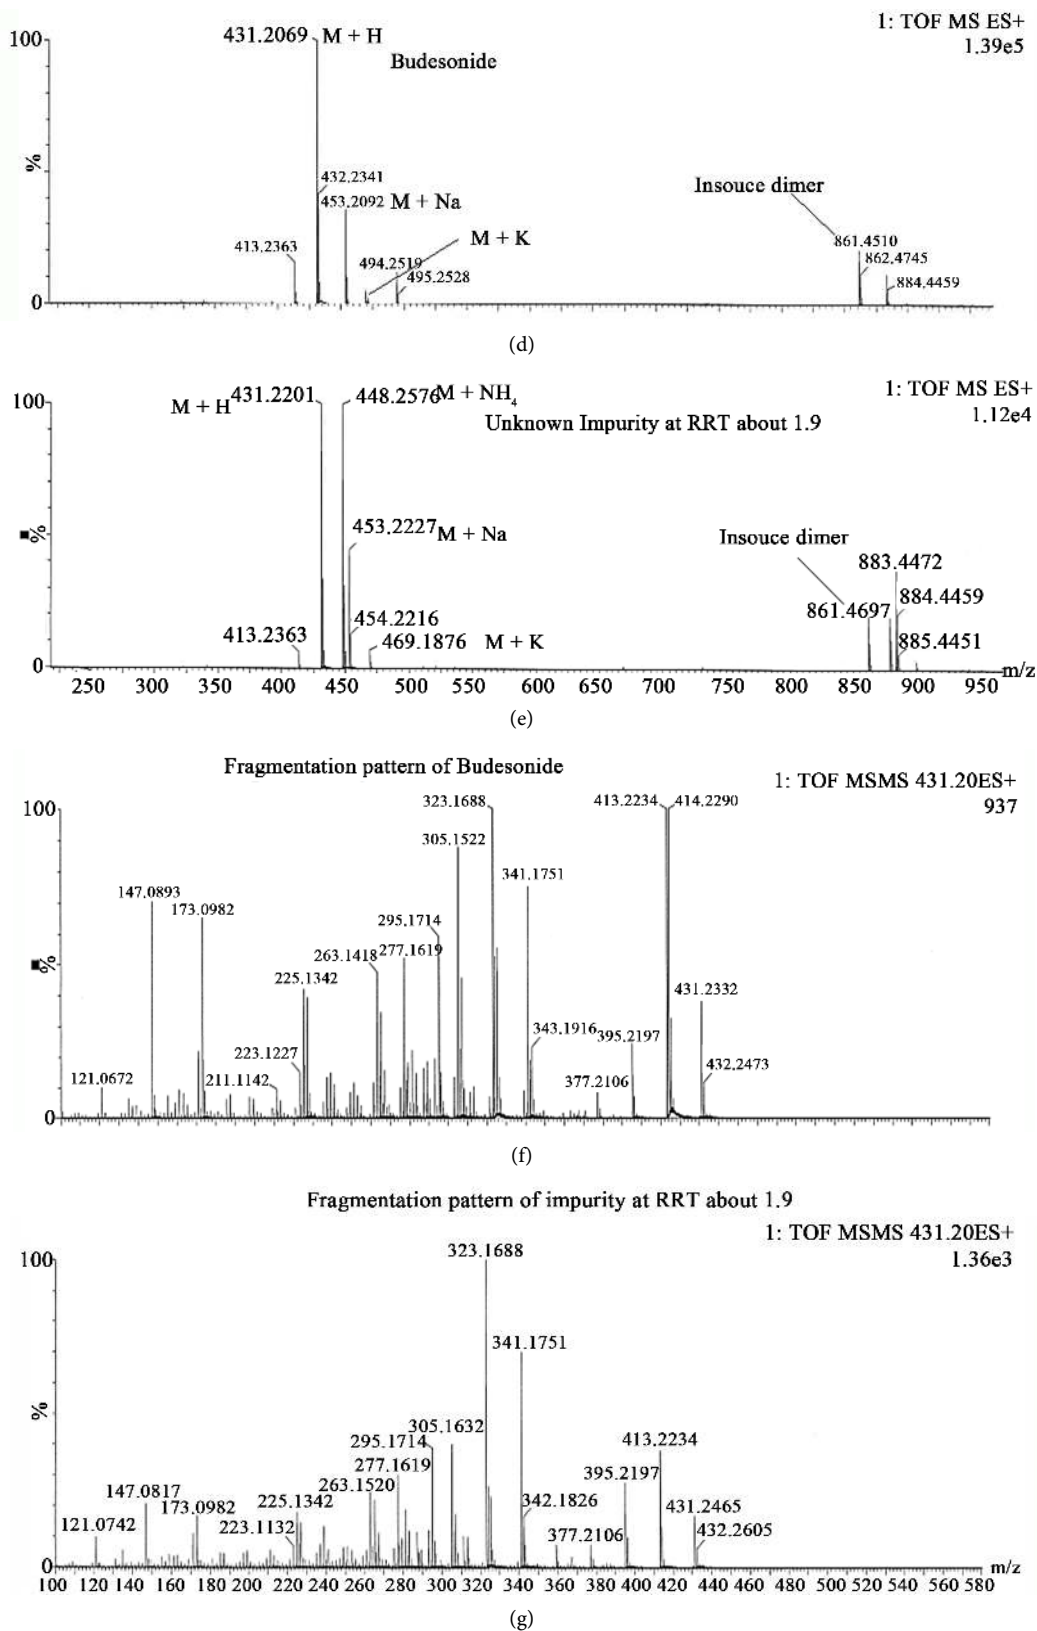 1: TOF MS ES+
1.39e5
100
431.2069
M + H
Budesonide
%
432.2341
453.2092 M + Na
Insouce dimer
M + K
413.2363
494.2519
495.2528
861.4510
862.4745
884.4459
0
(d)
1: TOF MS ES+
1.12e4
100
M + H
431.2201
448.2576
M + NH4
Unknown Impurity at RRT about 1.9
%
453.2227
M + Na
Insouce dimer
883.4472
884.4459
861.4697
454.2216
413.2363
469.1876
M + K
885.4451
0
250 300 350 400 450 500 550 600 650 700 750 800 850 900 950 m/z
(e)
Fragmentation pattern of Budesonide
1: TOF MSMS 431.20ES+
937
100
323.1688
413.2234
414.2290
305.1522
341.1751
147.0893
173.0982
295.1714
263.1418
277.1619
%
225.1342
431.2332
343.1916
395.2197
223.1227
432.2473
121.0672
211.1142
377.2106
0
(f)
Fragmentation pattern of impurity at RRT about 1.9
1: TOF MSMS 431.20ES+
1.36e3
100
323.1688
341.1751
%
305.1632
295.1714
413.2234
277.1619
263.1520
395.2197
147.0817
173.0982
225.1342
342.1826
431.2465
121.0742
223.1132
377.2106
432.2605
0
100 120 140 160 180 200 220 240 260 280 300 320 340 360 380 400 420 440 460 480 500 520 540 560 580 m/z
(g)